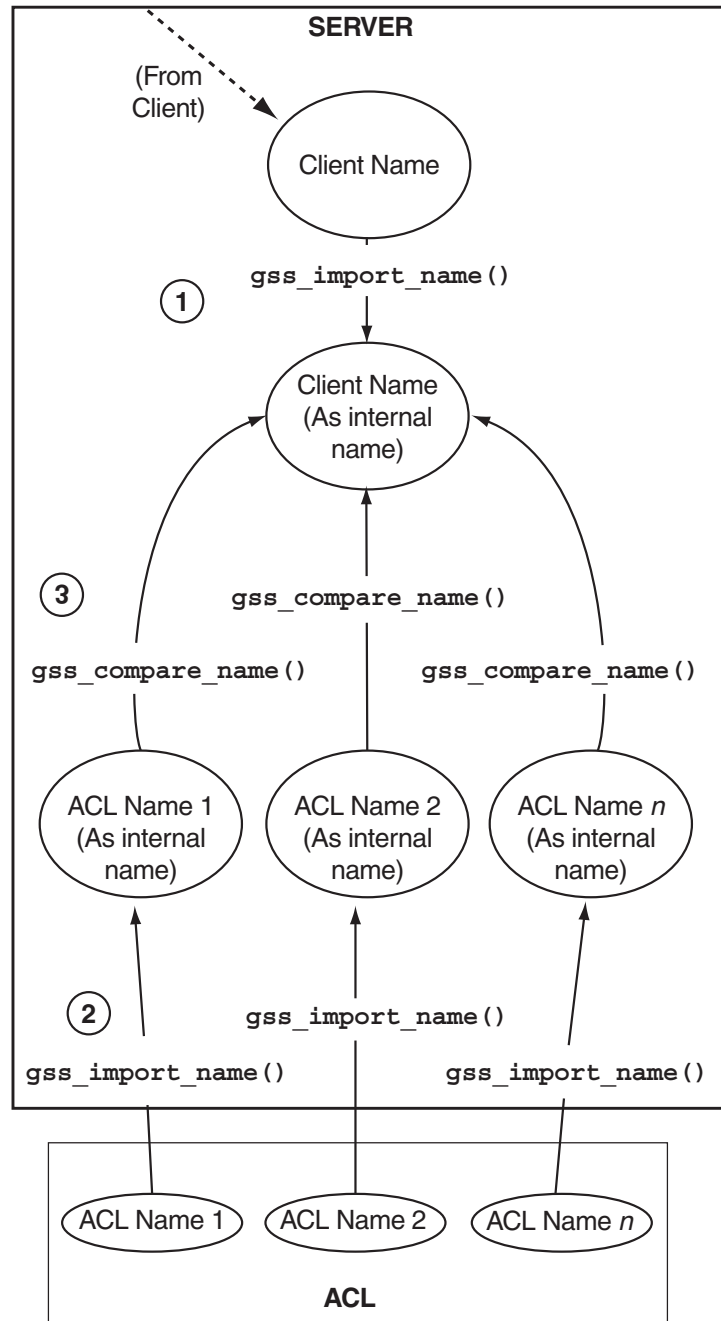 SERVER
(From
Client)
Client Name
gss_import_name()
1
Client Name
(As internal
name)
3
gss_compare_name()
gss_compare_name()
gss_compare_name()
ACL Name 1
(As internal
name)
ACL Name 2
(As internal
name)
ACL Name n
(As internal
name)
2
gss_import_name()
gss_import_name()
gss_import_name()
ACL Name 1
ACL Name 2
ACL Name n
ACL